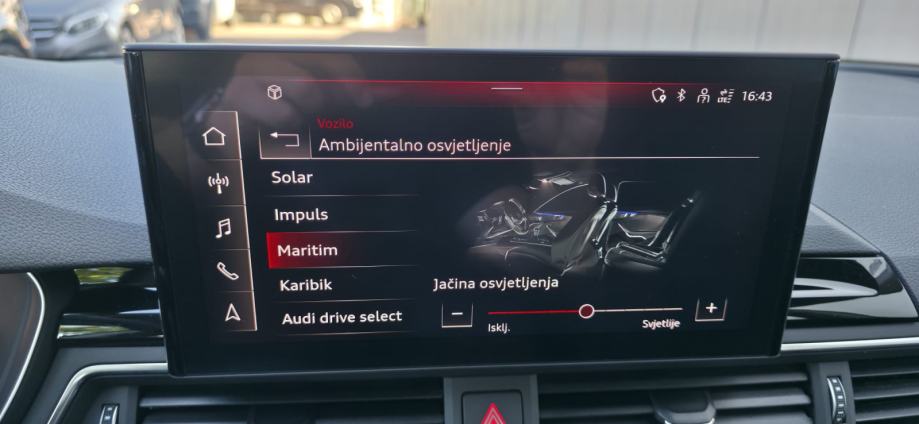 16:43
Vozilo
Ambijentalno osvjetljenje
Solar
Impuls
Maritim
Karibik
Audi drive select
Jačina osvjetljenja
− +
Isklj.
Svjetlije